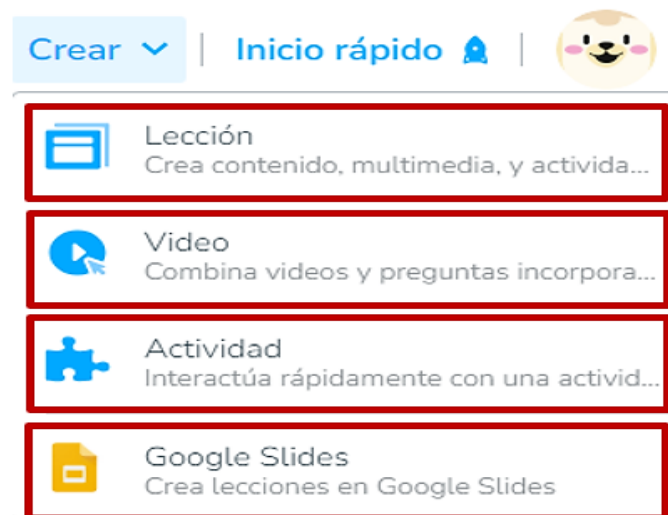 Crear | Inicio rápido |
Lección
Crea contenido, multimedia, y activida...
Video
Combina videos y preguntas incorpora...
Actividad
Interactúa rápidamente con una activid...
Google Slides
Crea lecciones en Google Slides